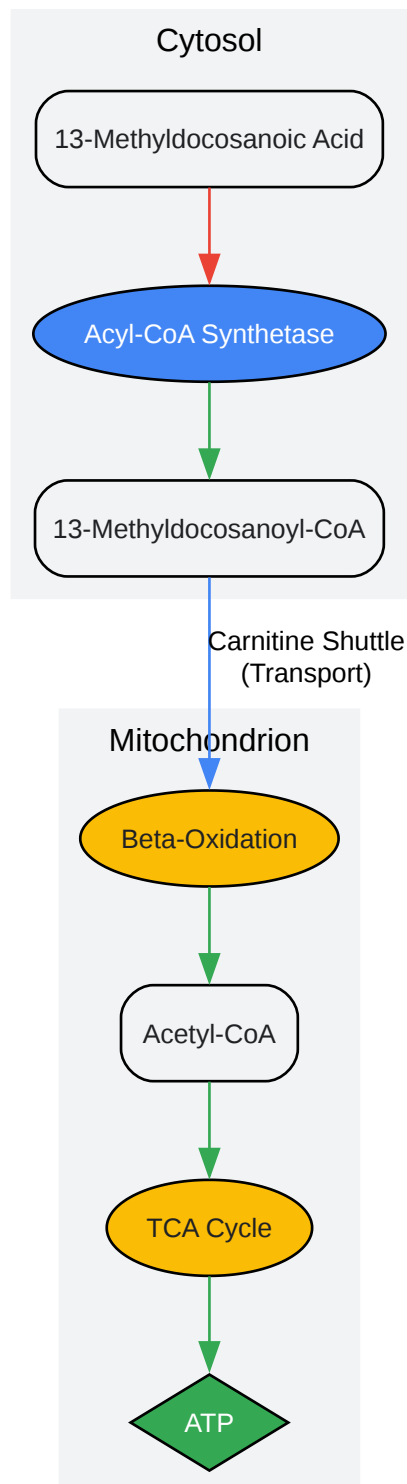 Cytosol
13-Methyldocosanoic Acid
Acyl-CoA Synthetase
13-Methyldocosanoyl-CoA
Carnitine Shuttle
(Transport)
Mitochondrion
Beta-Oxidation
Acetyl-CoA
TCA Cycle
ATP